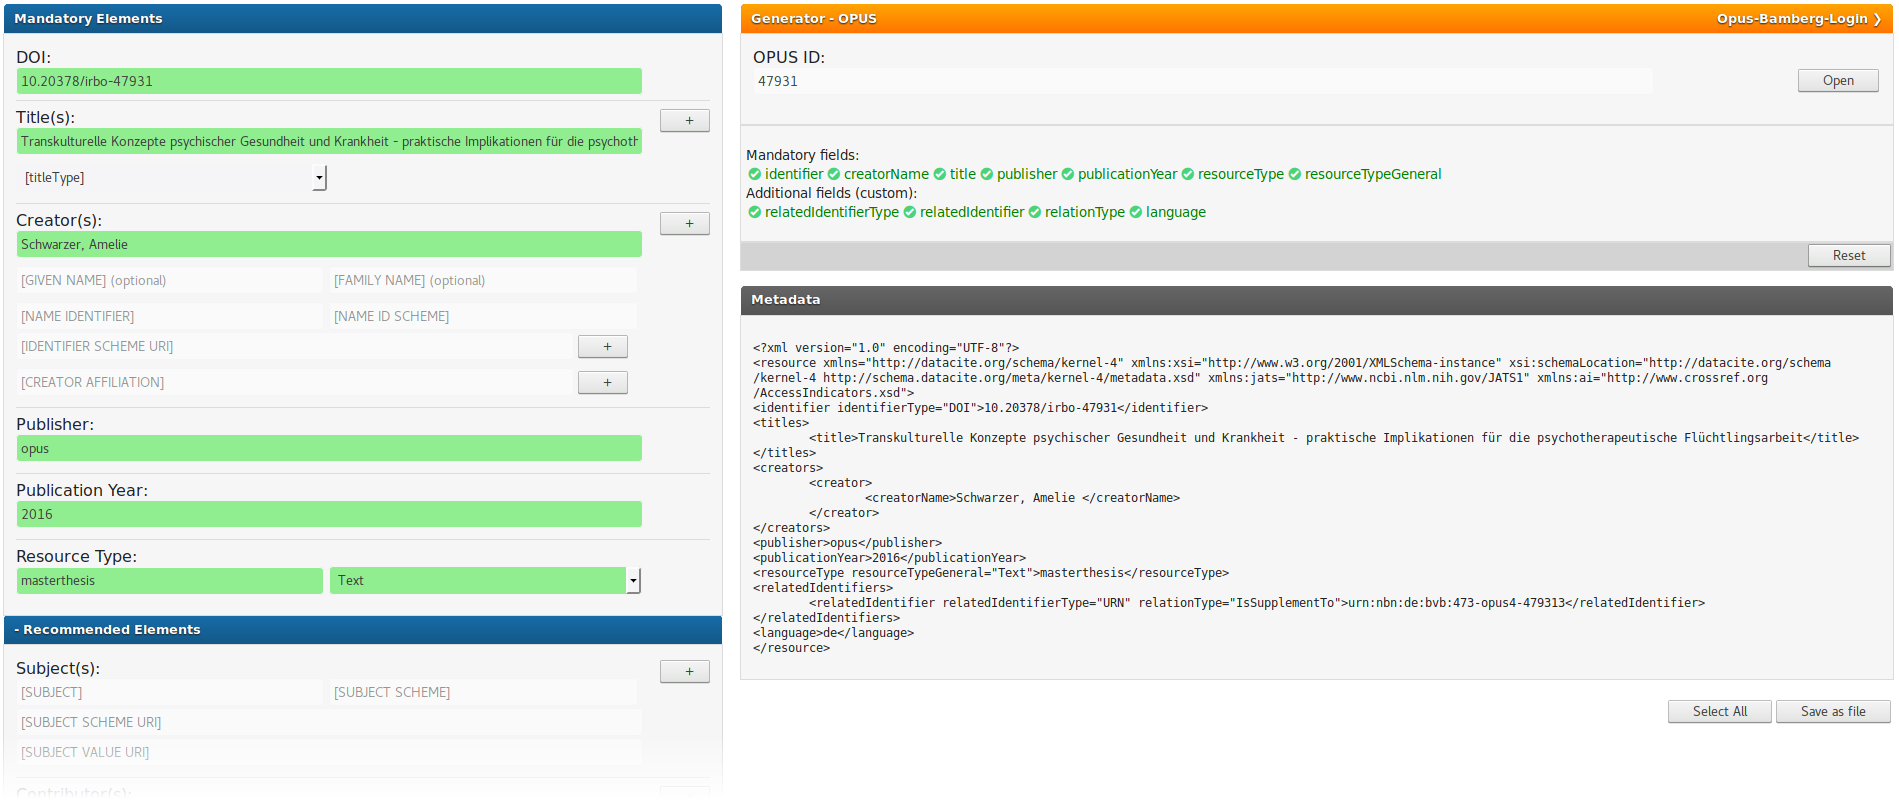 Mandatory Elements
DOI:
10.20378/irbo-47931
Title(s):
+
Transkulturelle Konzepte psychischer Gesundheit und Krankheit - praktische Implikationen für die psychoth
[titleType]
Creator(s):
+
Schwarzer, Amelie
[GIVEN NAME] (optional) [FAMILY NAME] (optional)
[NAME IDENTIFIER] [NAME ID SCHEME]
[IDENTIFIER SCHEME URI] +
[CREATOR AFFILIATION] +
Publisher:
opus
Publication Year:
2016
Resource Type:
masterthesis Text
- Recommended Elements
Subject(s):
+
[SUBJECT] [SUBJECT SCHEME]
[SUBJECT SCHEME URI]
[SUBJECT VALUE URI]
Contributor(s):
Generator - OPUS Opus-Bamberg-Login ❯
OPUS ID:
47931 Open
Mandatory fields:
identifier creatorName title publisher publicationYear resourceType resourceTypeGeneral
Additional fields (custom):
relatedIdentifierType relatedIdentifier relationType language
Reset
Metadata
<?xml version="1.0" encoding="UTF-8"?>
<resource xmlns="http://datacite.org/schema/kernel-4" xmlns:xsi="http://www.w3.org/2001/XMLSchema-instance" xsi:schemaLocation="http://datacite.org/schema
/kernel-4 http://schema.datacite.org/meta/kernel-4/metadata.xsd" xmlns:jats="http://www.ncbi.nlm.nih.gov/JATS1" xmlns:ai="http://www.crossref.org
/AccessIndicators.xsd">
<identifier identifierType="DOI">10.20378/irbo-47931</identifier>
<titles>
<title>Transkulturelle Konzepte psychischer Gesundheit und Krankheit - praktische Implikationen für die psychotherapeutische Flüchtlingsarbeit</title>
</titles>
<creators>
<creator>
<creatorName>Schwarzer, Amelie </creatorName>
</creator>
</creators>
<publisher>opus</publisher>
<publicationYear>2016</publicationYear>
<resourceType resourceTypeGeneral="Text">masterthesis</resourceType>
<relatedIdentifiers>
<relatedIdentifier relatedIdentifierType="URN" relationType="IsSupplementTo">urn:nbn:de:bvb:473-opus4-479313</relatedIdentifier>
</relatedIdentifiers>
<language>de</language>
</resource>
Select All Save as file